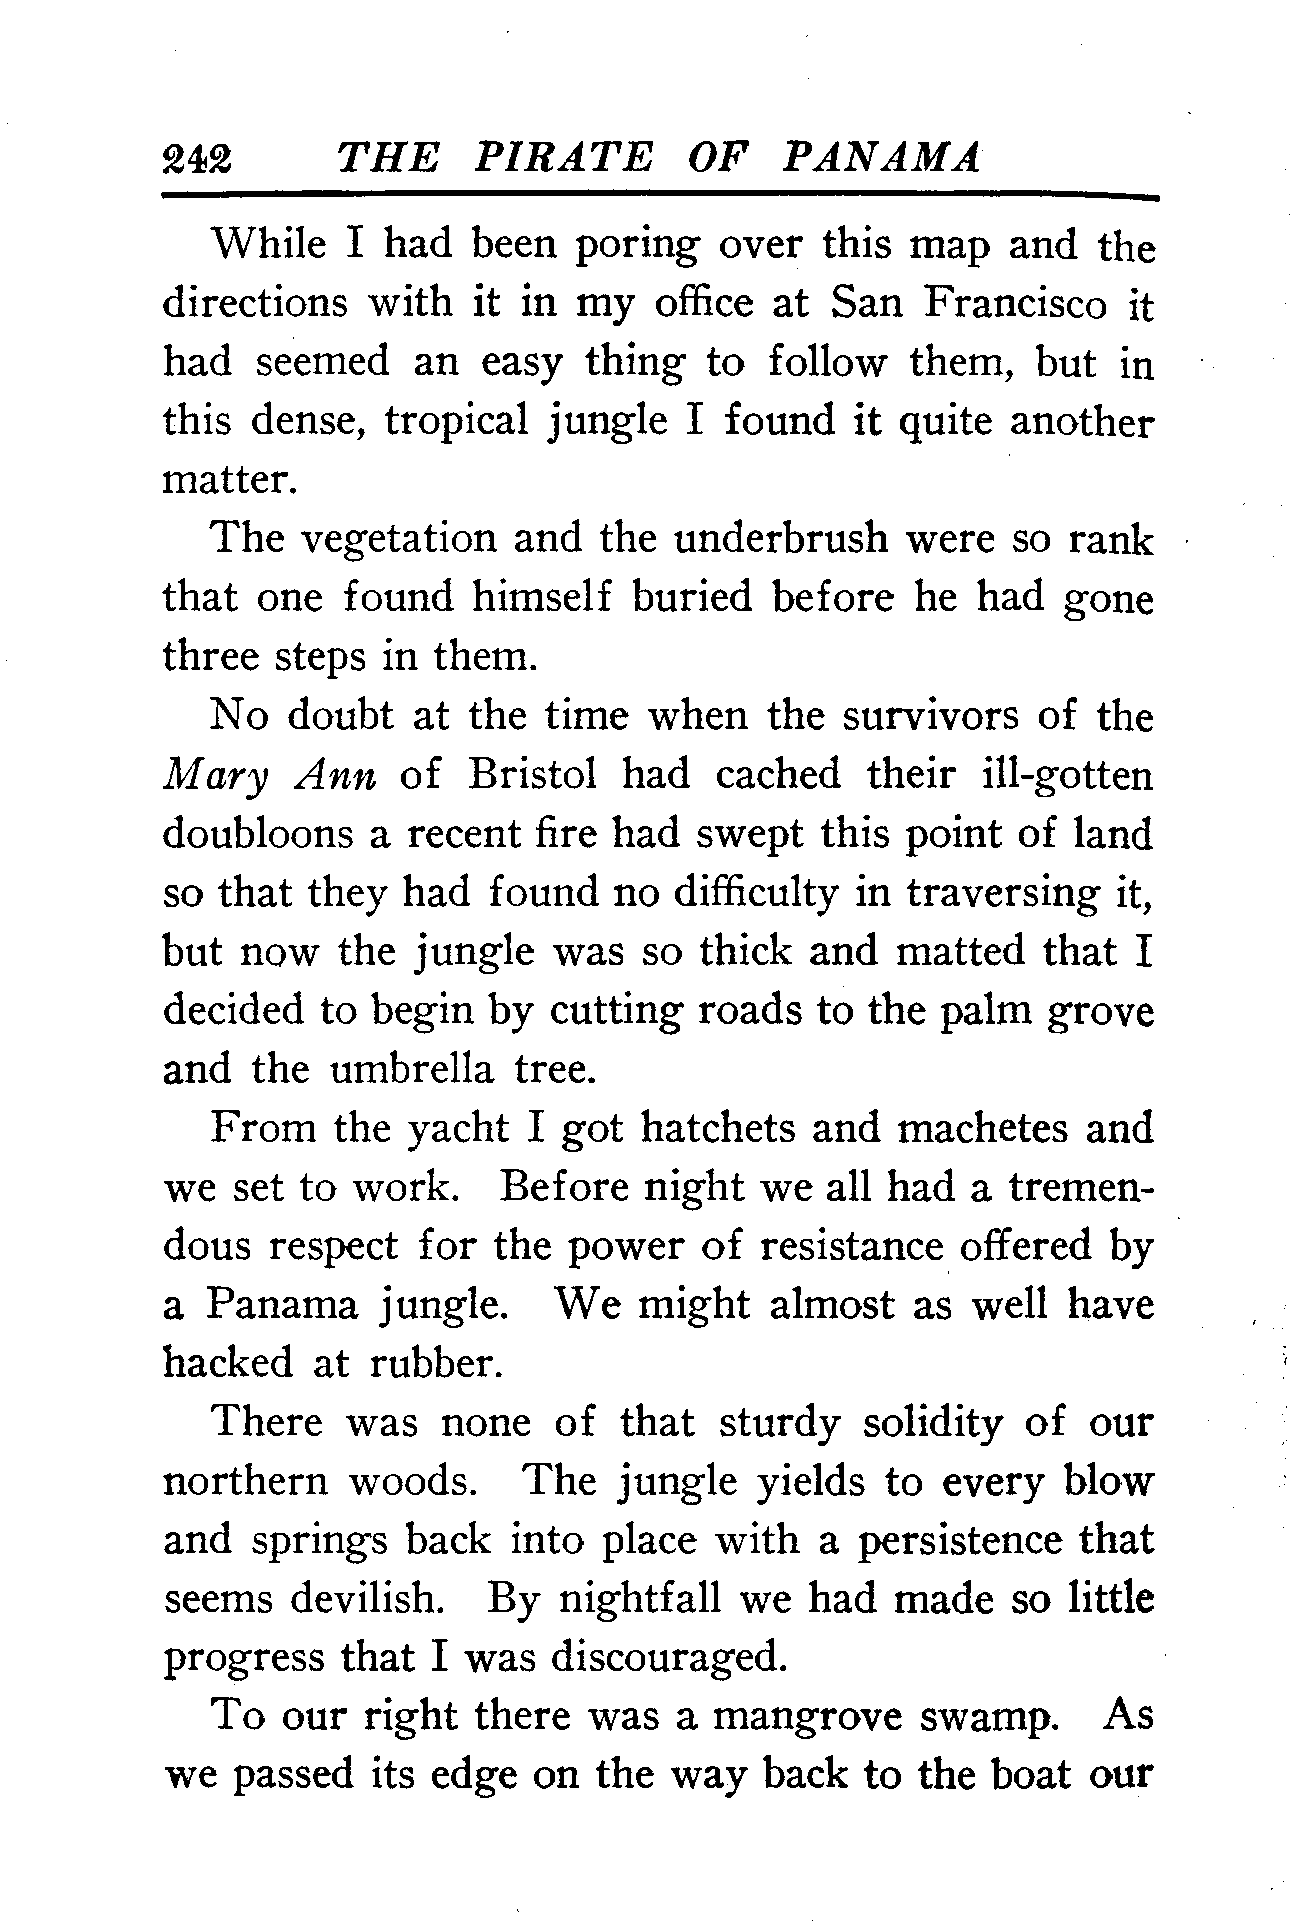 242 THE PIRATE OF PANAMA
While I had been poring over this map and the
directions with it in my office at San Francisco it
had seemed an easy thing to follow them, but in
this dense, tropical jungle I found it quite another
matter.
The vegetation and the underbrush were so rank
that one found himself buried before he had gone
three steps in them.
No doubt at the time when the survivors of the
Mary Ann of Bristol had cached their ill-gotten
doubloons a recent fire had swept this point of land
so that they had found no difficulty in traversing it,
but now the jungle was so thick and matted that I
decided to begin by cutting roads to the palm grove
and the umbrella tree.
From the yacht I got hatchets and machetes and
we set to work. Before night we all had a tremen-
dous respect for the power of resistance offered by
a Panama jungle. We might almost as well have
hacked at rubber.
There was none of that sturdy solidity of our
northern woods. The jungle yields to every blow
and springs back into place with a persistence that
seems devilish. By nightfall we had made so little
progress that I was discouraged.
To our right there was a mangrove swamp. As
we passed its edge on the way back to the boat our